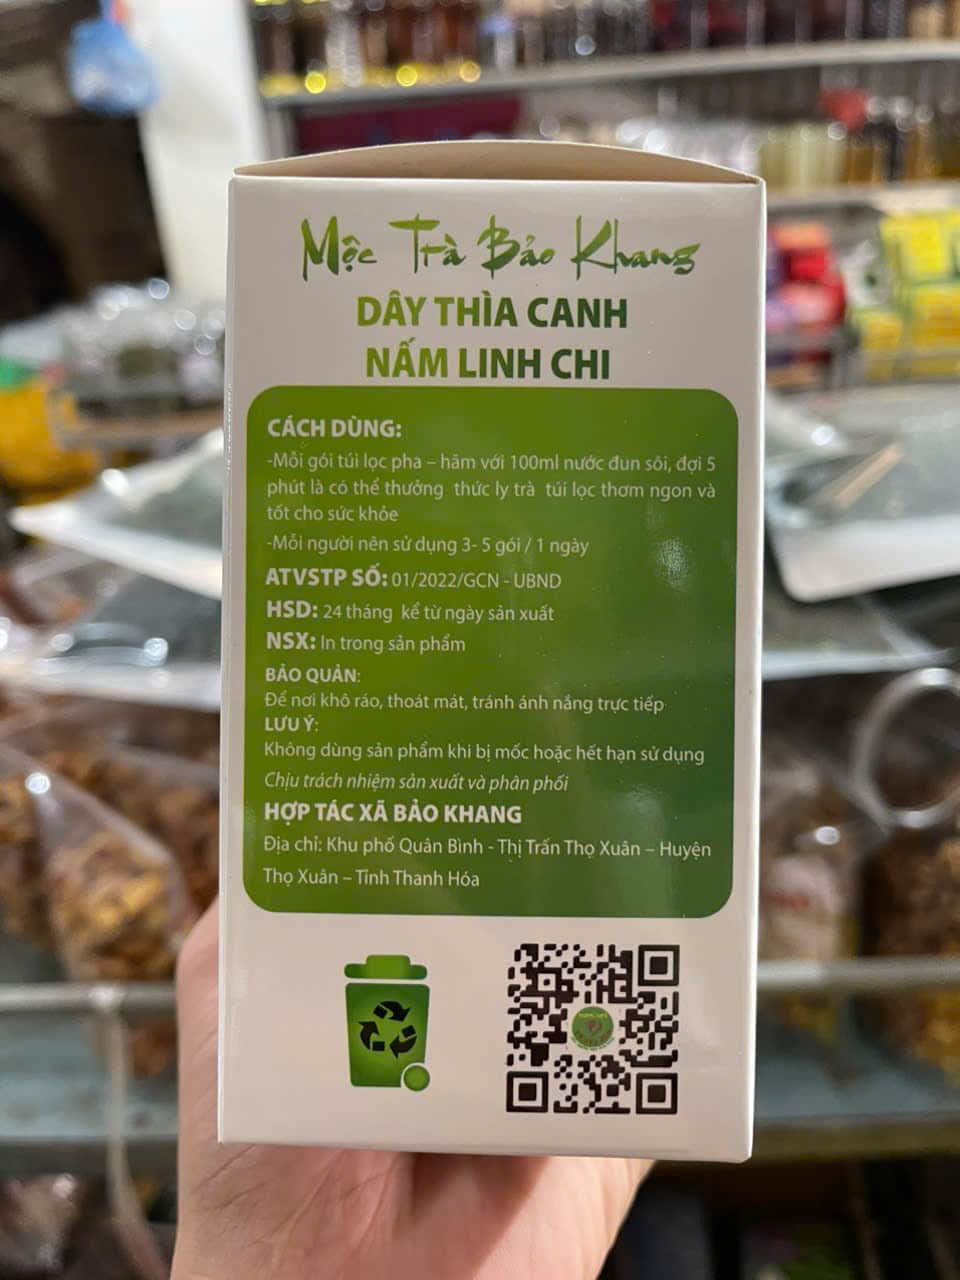 Mộc Trà Bảo Khang
DÂY THÌA CANH
NẤM LINH CHI
CÁCH DÙNG:
-Mỗi gói túi lọc pha – hãm với 100ml nước đun sôi, đợi 5
phút là có thể thưởng thức ly trà túi lọc thơm ngon và
tốt cho sức khỏe
-Mỗi người nên sử dụng 3- 5 gói / 1 ngày
ATVSTP SỐ: 01/2022/GCN - UBND
HSD: 24 tháng kể từ ngày sản xuất
NSX: In trong sản phẩm
BẢO QUẢN:
Để nơi khô ráo, thoát mát, tránh ánh nắng trực tiếp
LƯU Ý:
Không dùng sản phẩm khi bị mốc hoặc hết hạn sử dụng
Chịu trách nhiệm sản xuất và phân phối
HỢP TÁC XÃ BẢO KHANG
Địa chỉ: Khu phố Quân Bình - Thị Trấn Thọ Xuân – Huyện
Thọ Xuân – Tỉnh Thanh Hóa